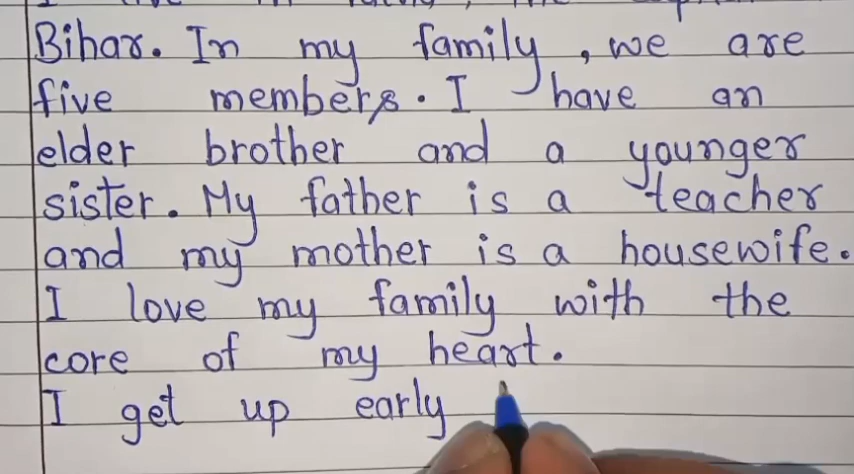 Bihar. In my family, we are
five members. I have an
elder brother and a younger
sister. My father is a teacher
and my mother is a housewife.
I love my family with the
core of my heart.
I get up early